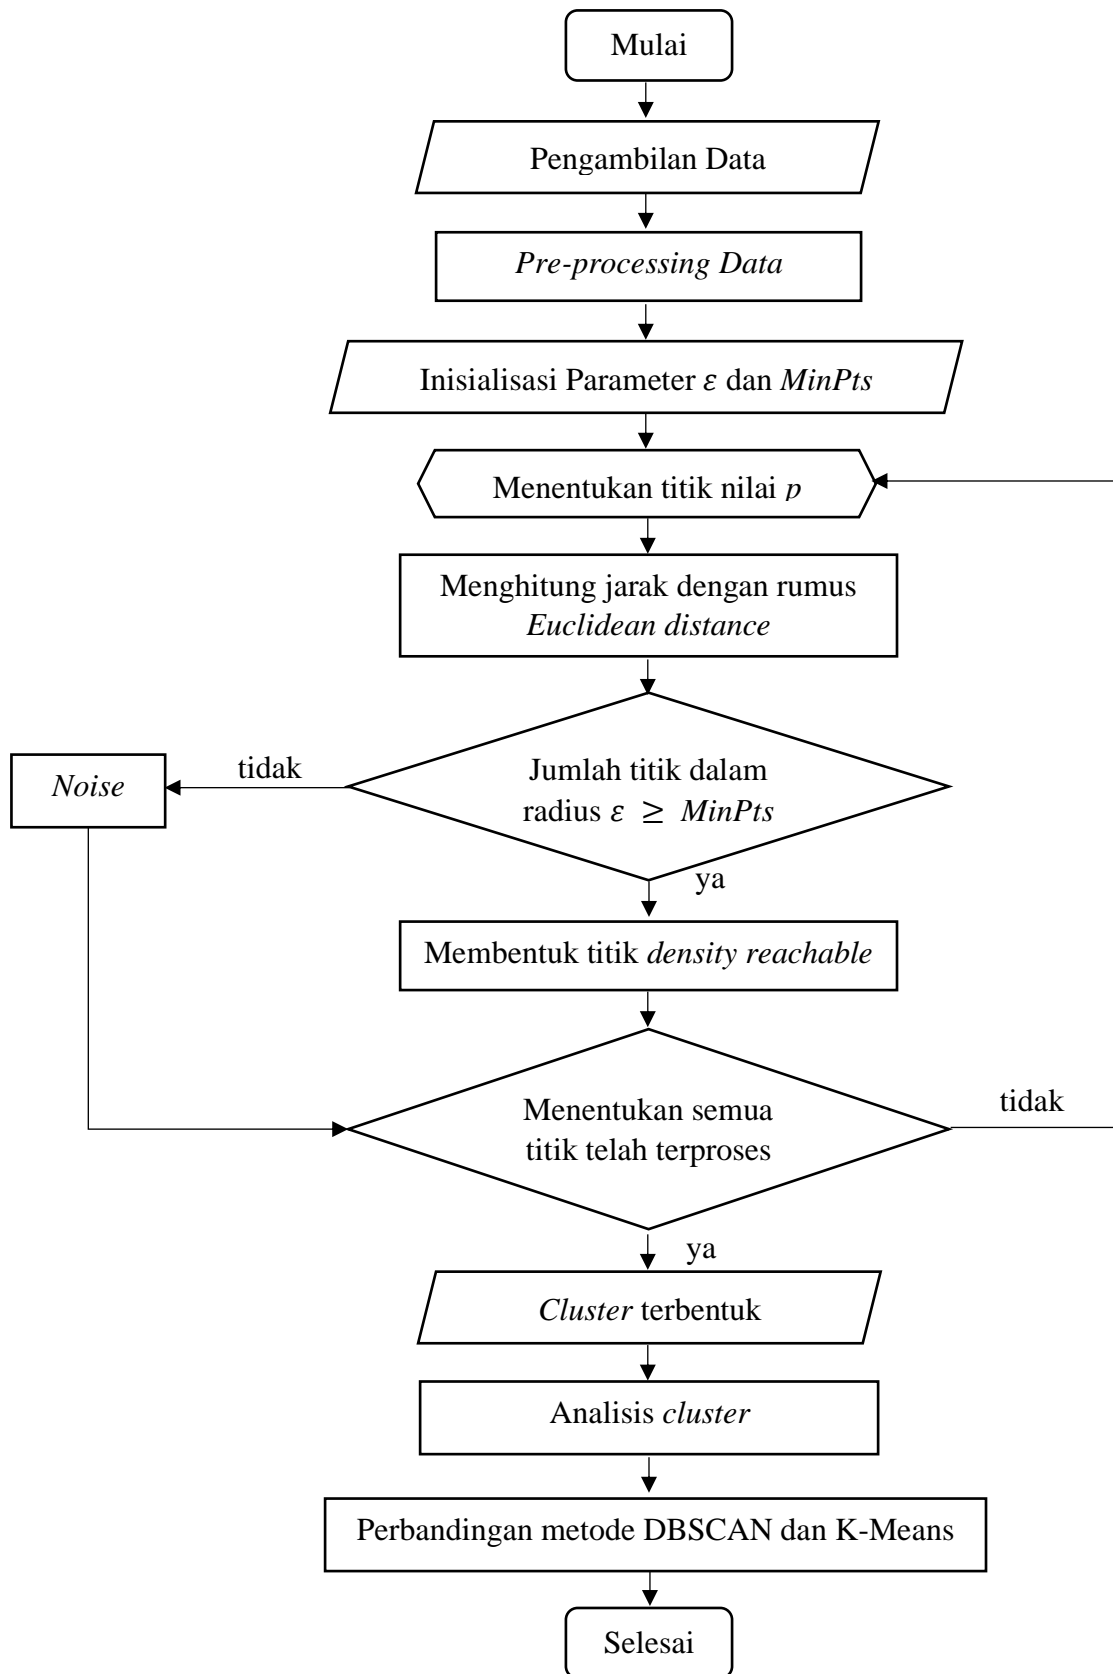 Mulai
Pengambilan Data
Pre-processing Data
Inisialisasi Parameter ε dan MinPts
Menentukan titik nilai p
Menghitung jarak dengan rumus
Euclidean distance
Jumlah titik dalam
radius ε ≥ MinPts
tidak
Noise
ya
Membentuk titik density reachable
Menentukan semua
titik telah terproses
tidak
ya
Cluster terbentuk
Analisis cluster
Perbandingan metode DBSCAN dan K-Means
Selesai